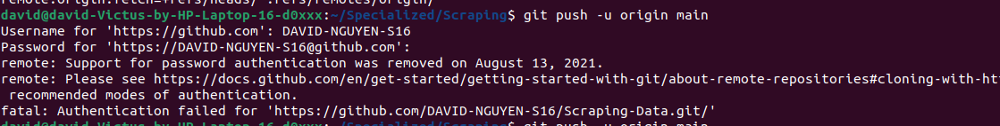 remote.origin.fetch=+refs/heads/*:refs/remotes/origin/*
david@david-Victus-by-HP-Laptop-16-d0xxx:~/Specialized/Scraping$ git push -u origin main
Username for 'https://github.com': DAVID-NGUYEN-S16
Password for 'https://DAVID-NGUYEN-S16@github.com':
remote: Support for password authentication was removed on August 13, 2021.
remote: Please see https://docs.github.com/en/get-started/getting-started-with-git/about-remote-repositories#cloning-with-htt
 recommended modes of authentication.
fatal: Authentication failed for 'https://github.com/DAVID-NGUYEN-S16/Scraping-Data.git/'
david@david-Victus-by-HP-Laptop-16-d0xxx:~/Specialized/Scraping$ git push -u origin main